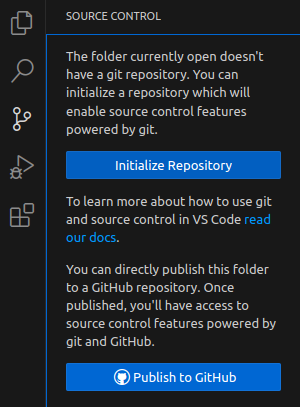 SOURCE CONTROL
The folder currently open doesn't
have a git repository. You can
initialize a repository which will
enable source control features
powered by git.
Initialize Repository
To learn more about how to use git
and source control in VS Code read
our docs.
You can directly publish this folder
to a GitHub repository. Once
published, you'll have access to
source control features powered by
git and GitHub.
Publish to GitHub